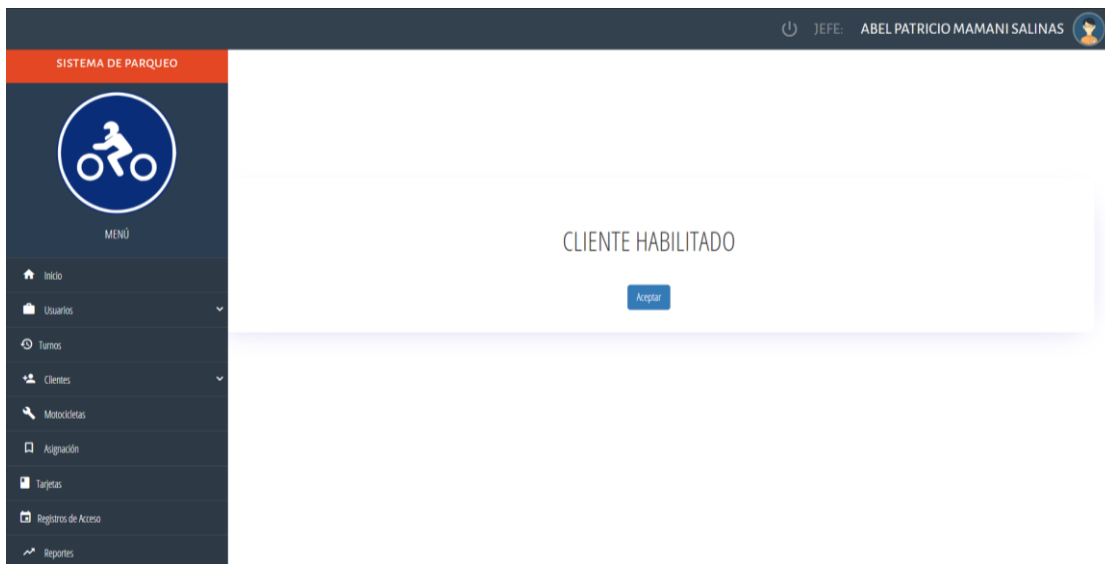 JEFE: ABEL PATRICIO MAMANI SALINAS
SISTEMA DE PARQUEO
MENÚ
Inicio
Usuarios
Turnos
Clientes
Motocicletas
Asignación
Tarjetas
Registros de Acceso
Reportes
CLIENTE HABILITADO
Aceptar